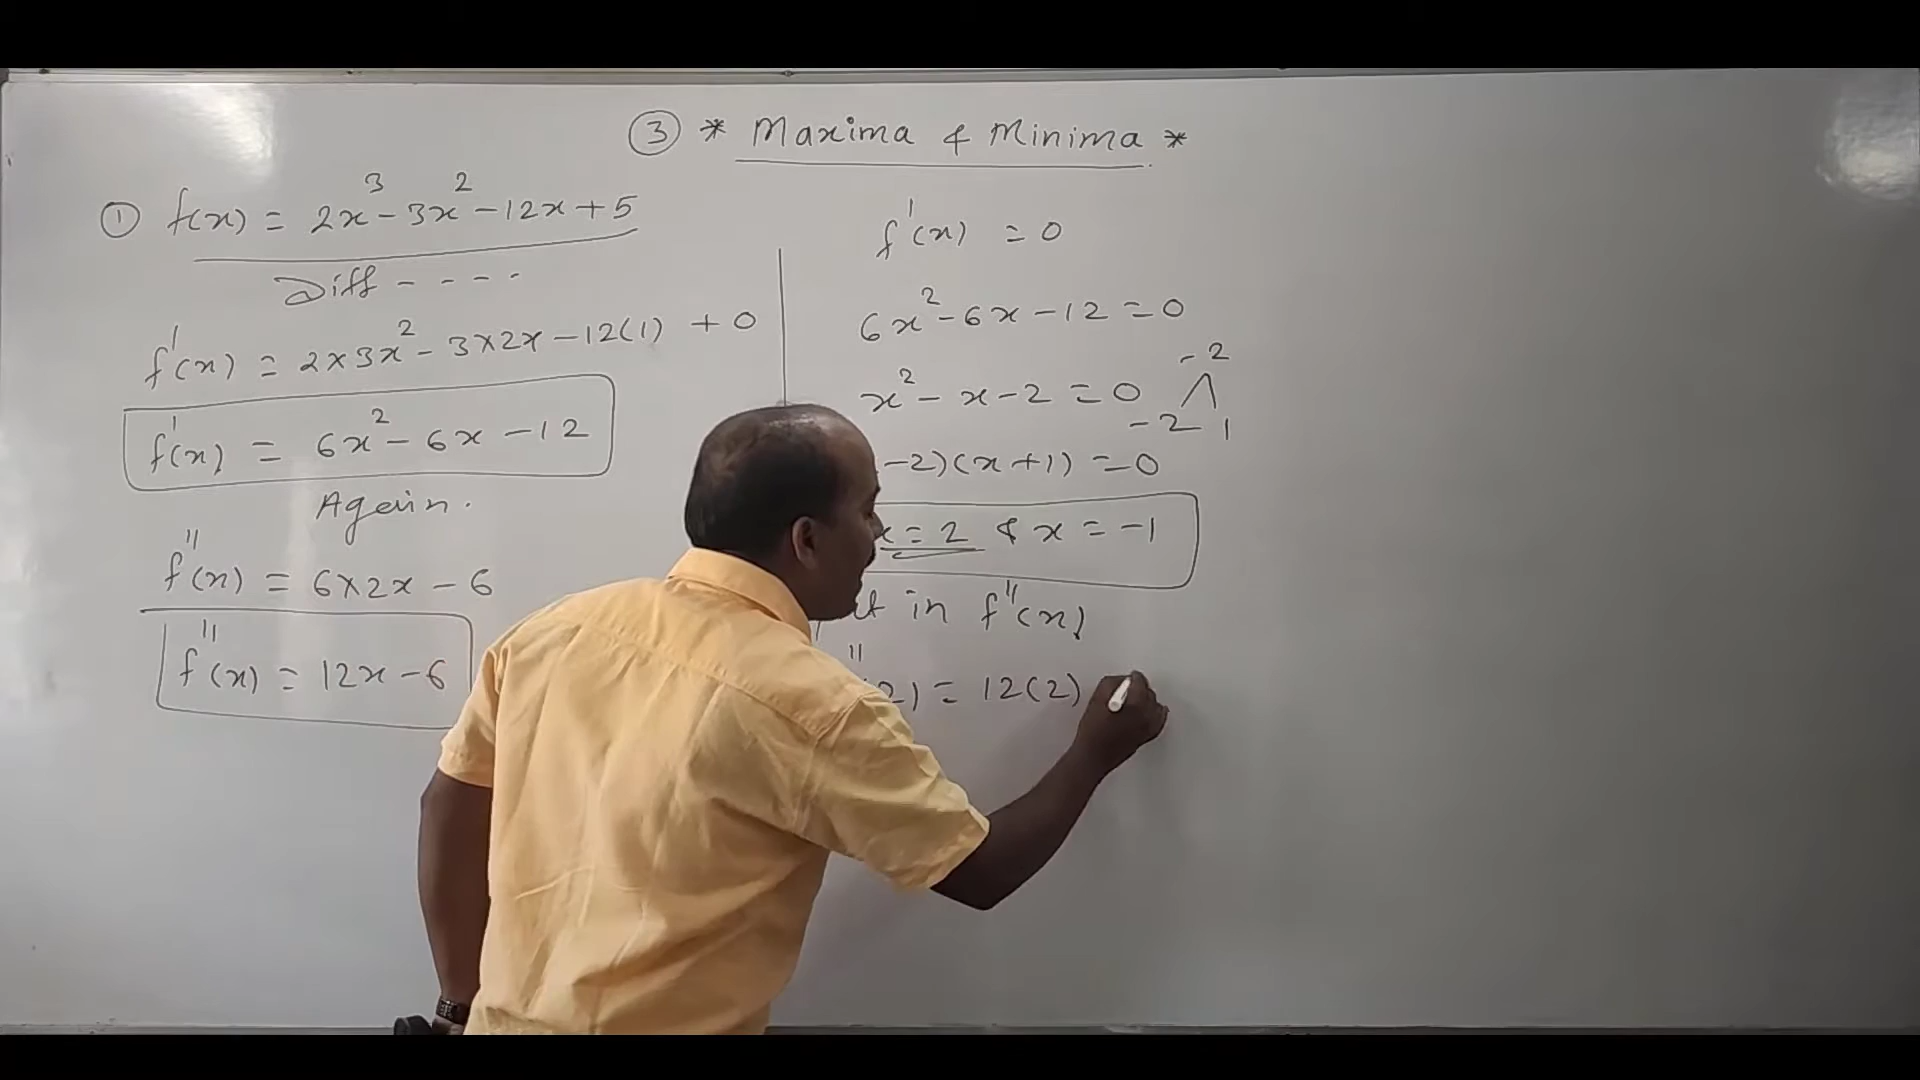 ③ * Maxima & Minima *
① f(x) = 2x³ - 3x² - 12x + 5
Diff - - - -
f'(x) = 2×3x² - 3×2x - 12(1) + 0
f'(x) = 6x² - 6x - 12
Again.
f''(x) = 6×2x - 6
f''(x) = 12x - 6
f'(x) = 0
6x² - 6x - 12 = 0
x² - x - 2 = 0
-2
-2 1
-2)(x+1) = 0
x = 2 & x = -1
in f''(x)
''
2) = 12(2)